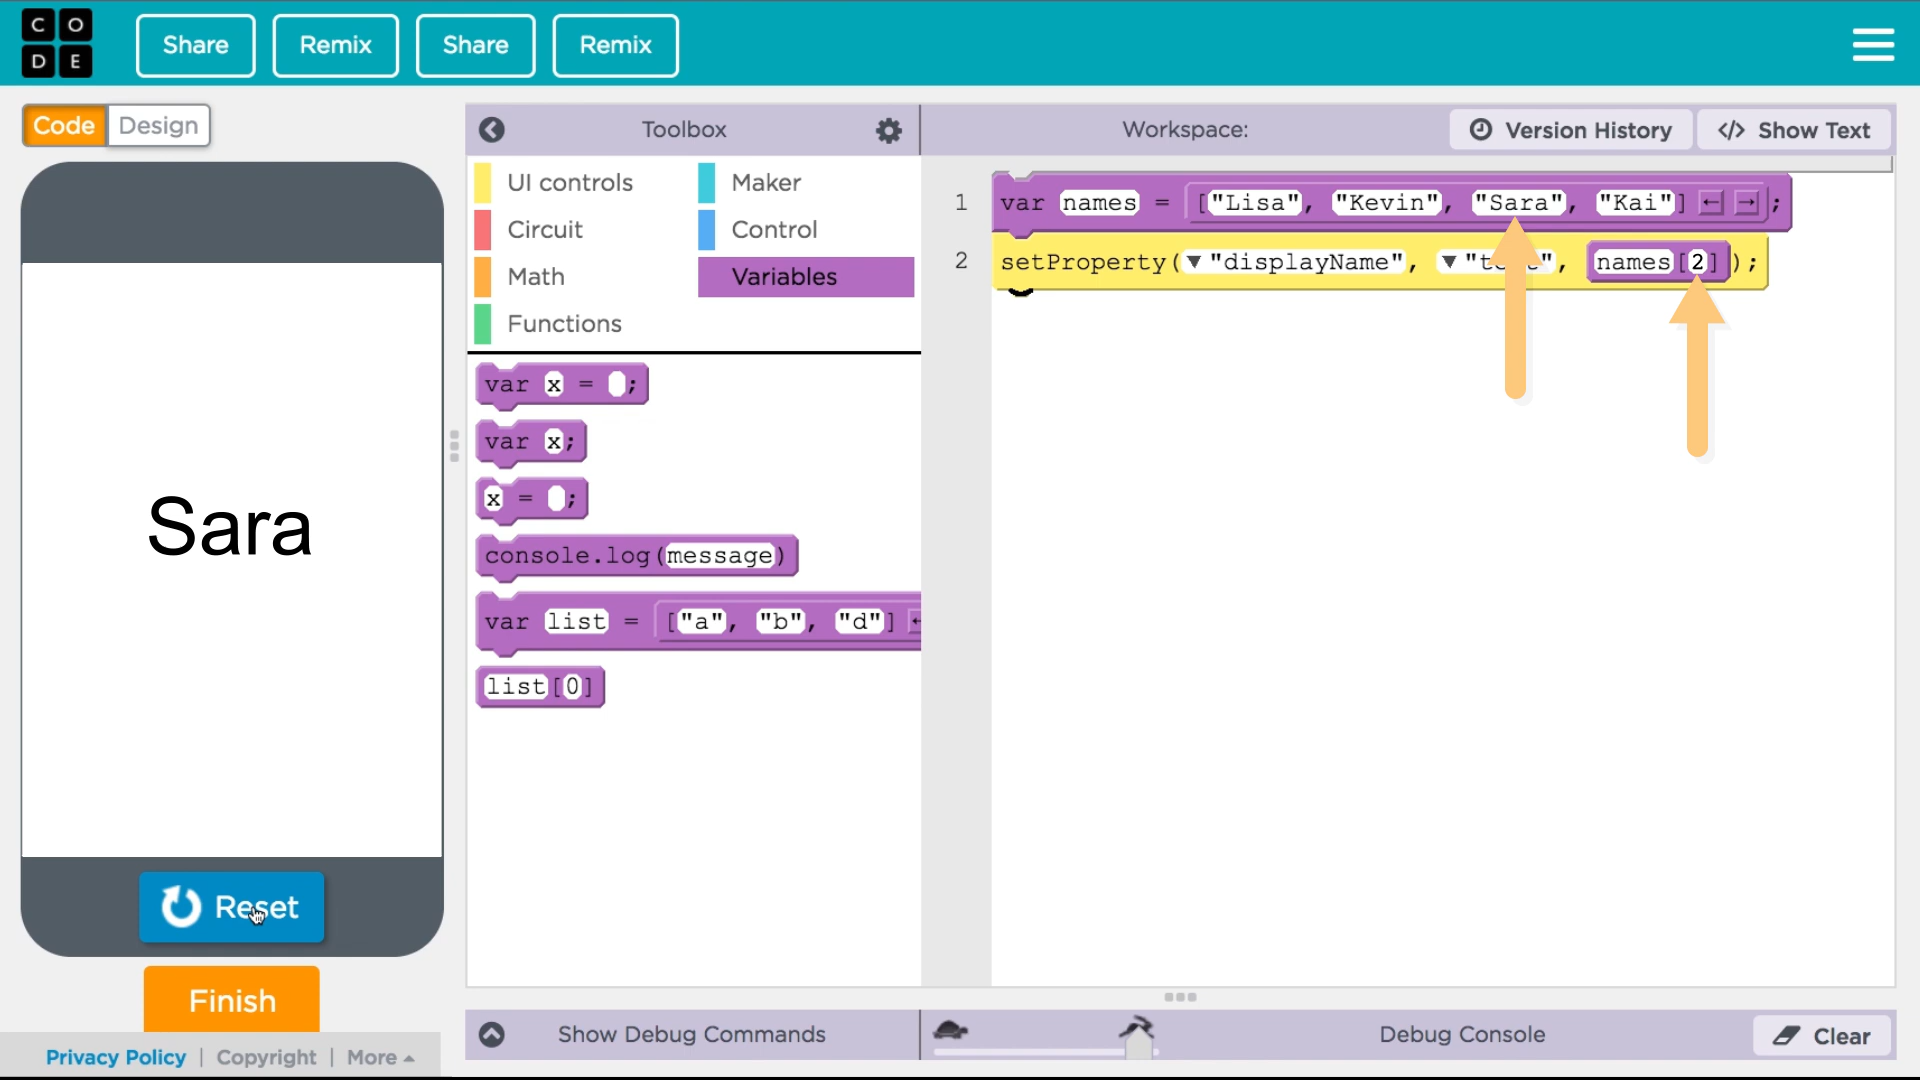 CODE
Share
Remix
Share
Remix
Code
Design
Toolbox
Workspace:
Version History
</> Show Text
UI controls
Maker
Circuit
Control
Math
Variables
Functions
var x = ;
var x;
x = ;
console.log(message)
var list = ["a", "b", "d"]
list[0]
1
var names = ["Lisa", "Kevin", "Sara", "Kai"] ← → ;
2
setProperty(▼"displayName", ▼ names[2]);
Sara
Reset
Finish
Show Debug Commands
Debug Console
Clear
Privacy Policy | Copyright | More